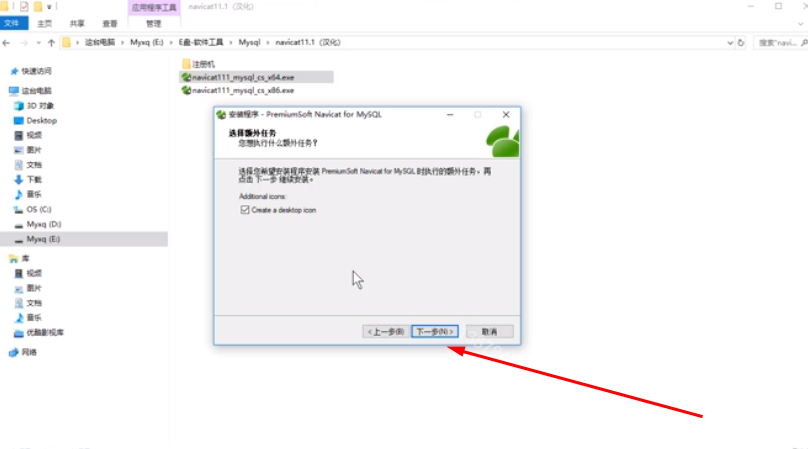 应用程序工具
navicat11.1 (汉化)
文件
主页
共享
查看
管理
这台电脑
Myxq (E:)
E盘-软件工具
Mysql
navicat11.1 (汉化)
搜索"navi...
快速访问
这台电脑
3D 对象
Desktop
视频
图片
文档
下载
音乐
OS (C:)
Myxq (D:)
Myxq (E:)
库
视频
图片
文档
音乐
优酷影视库
网络
注册机
navicat111_mysql_cs_x64.exe
navicat111_mysql_cs_x86.exe
安装程序 - PremiumSoft Navicat for MySQL
选择额外任务
您想执行什么额外任务？
选择您希望安装程序安装 PremiumSoft Navicat for MySQL 时执行的额外任务，再
点击 下一步 继续安装。
Additional icons:
Create a desktop icon
<上一步(B)
下一步(N)>
取消